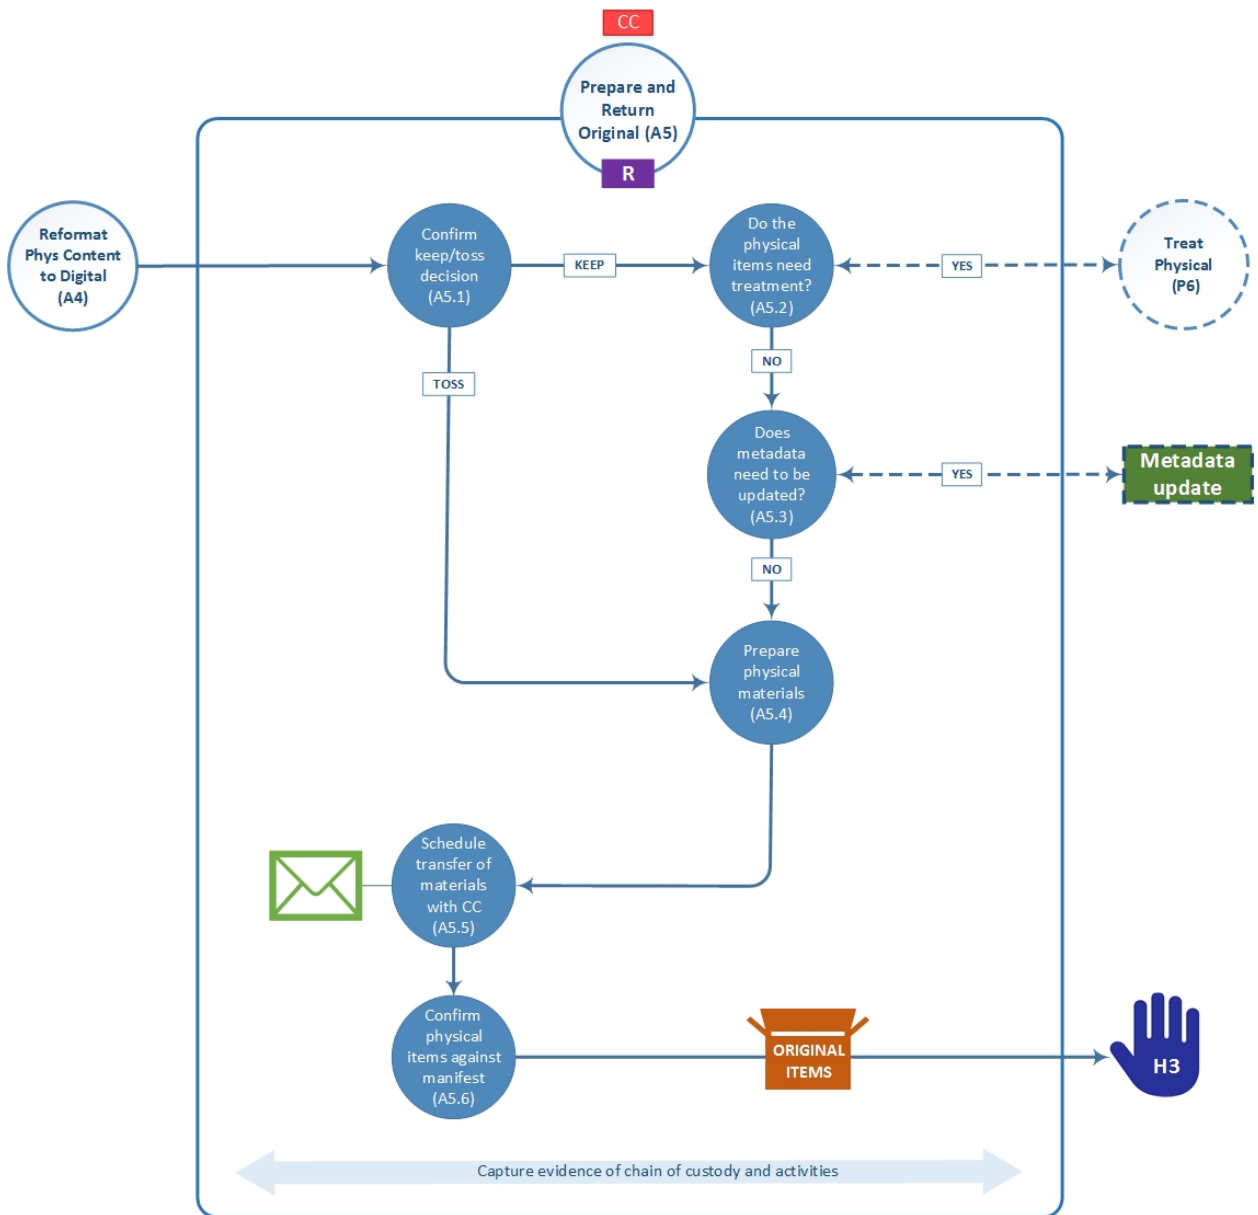 CC
Prepare and
Return
Original (A5)
R
Reformat
Phys Content
to Digital
(A4)
Confirm
keep/toss
decision
(A5.1)
KEEP
Do the
physical
items need
treatment?
(A5.2)
YES
Treat
Physical
(P6)
TOSS
NO
Does
metadata
need to be
updated?
(A5.3)
YES
Metadata
update
NO
Prepare
physical
materials
(A5.4)
Schedule
transfer of
materials
with CC
(A5.5)
Confirm
physical
items against
manifest
(A5.6)
ORIGINAL
ITEMS
H3
Capture evidence of chain of custody and activities